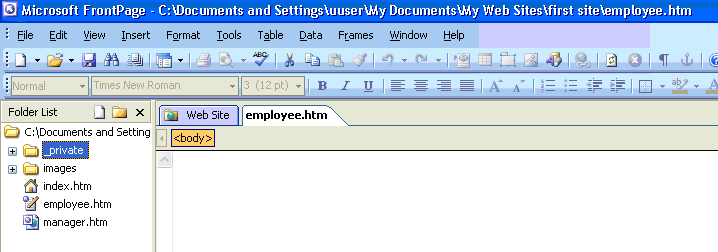 Microsoft FrontPage - C:\Documents and Settings\uuser\My Documents\My Web Sites\first site\employee.htm
File Edit View Insert Format Tools Table Data Frames Window Help
Normal Times New Roman 3 (12 pt) B I U A A ab A
Folder List Web Site employee.htm
C:\Documents and Setting <body>
_private
images
index.htm
employee.htm
manager.htm